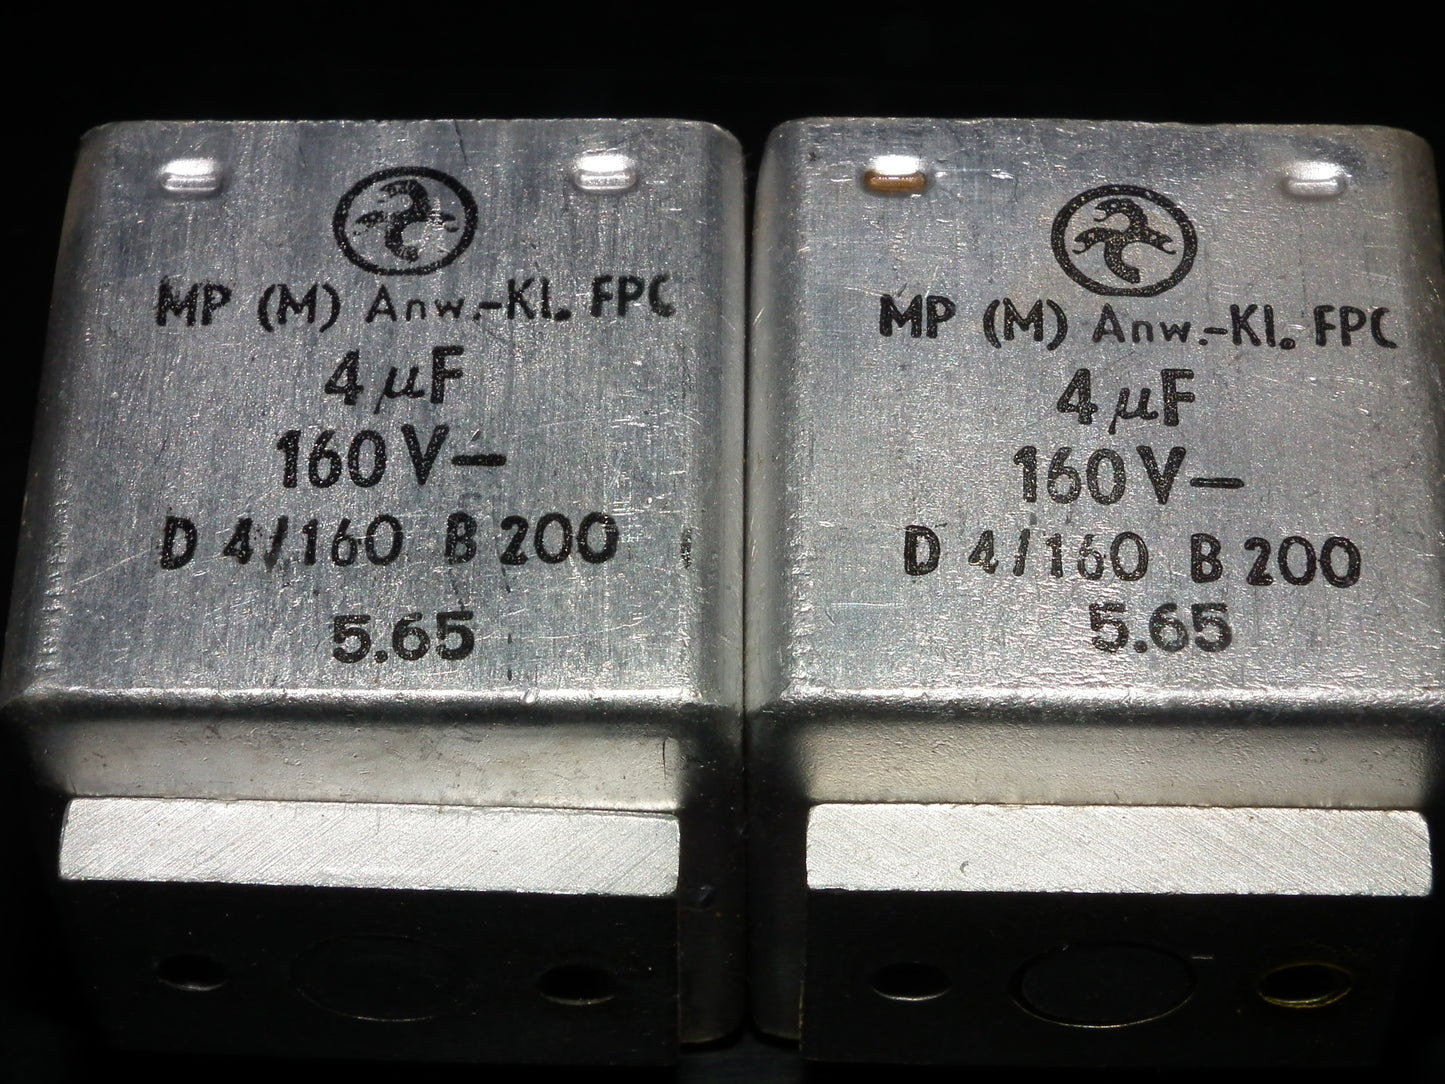 MP (M) Anw.-Kl. FPC
4 µF
160 V–
D 4/160 B 200
5.65
MP (M) Anw.-Kl. FPC
4 µF
160 V–
D 4/160 B 200
5.65